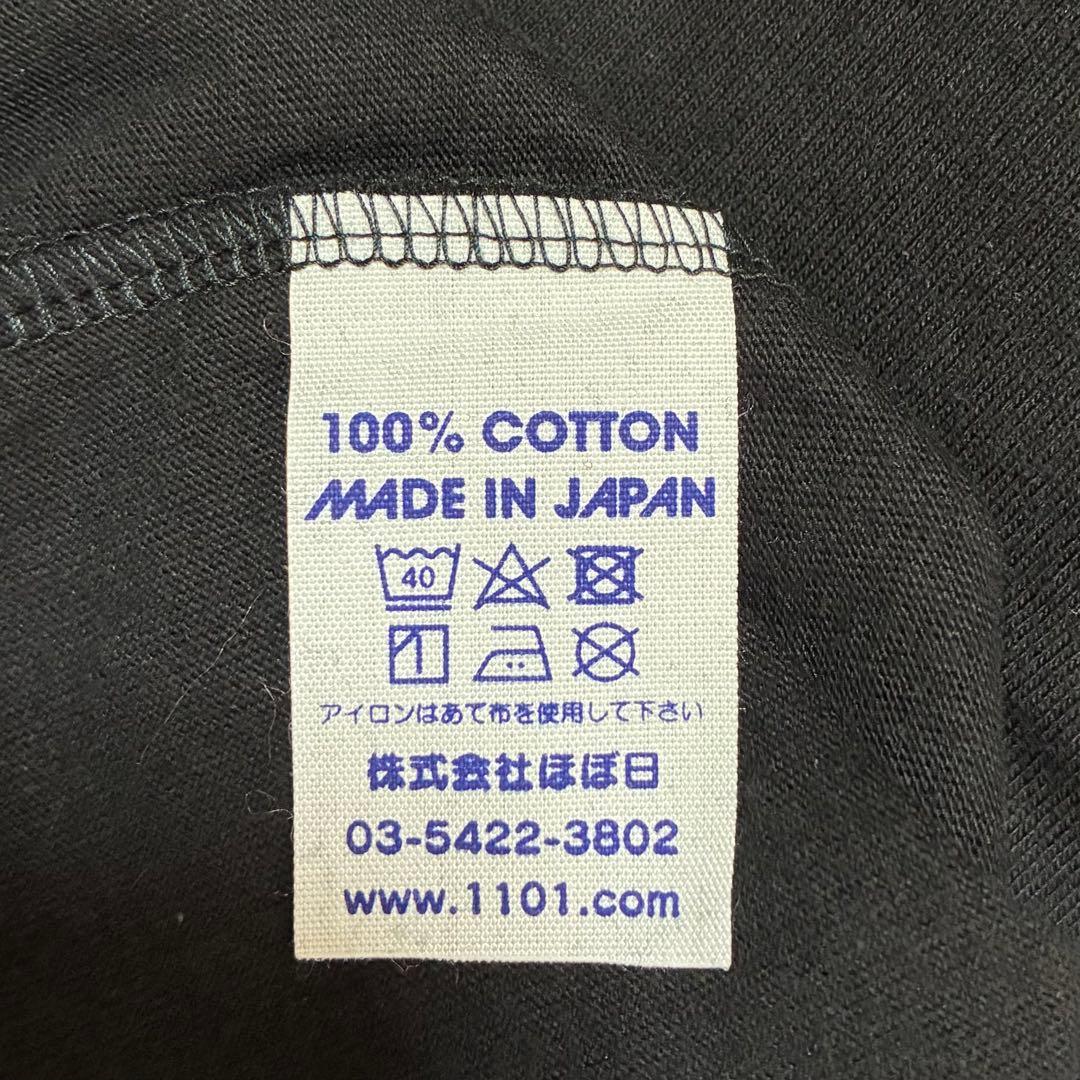 100% COTTON
MADE IN JAPAN
40
アイロンはあて布を使用して下さい
株式会社ほぼ日
03-5422-3802
www.1101.com